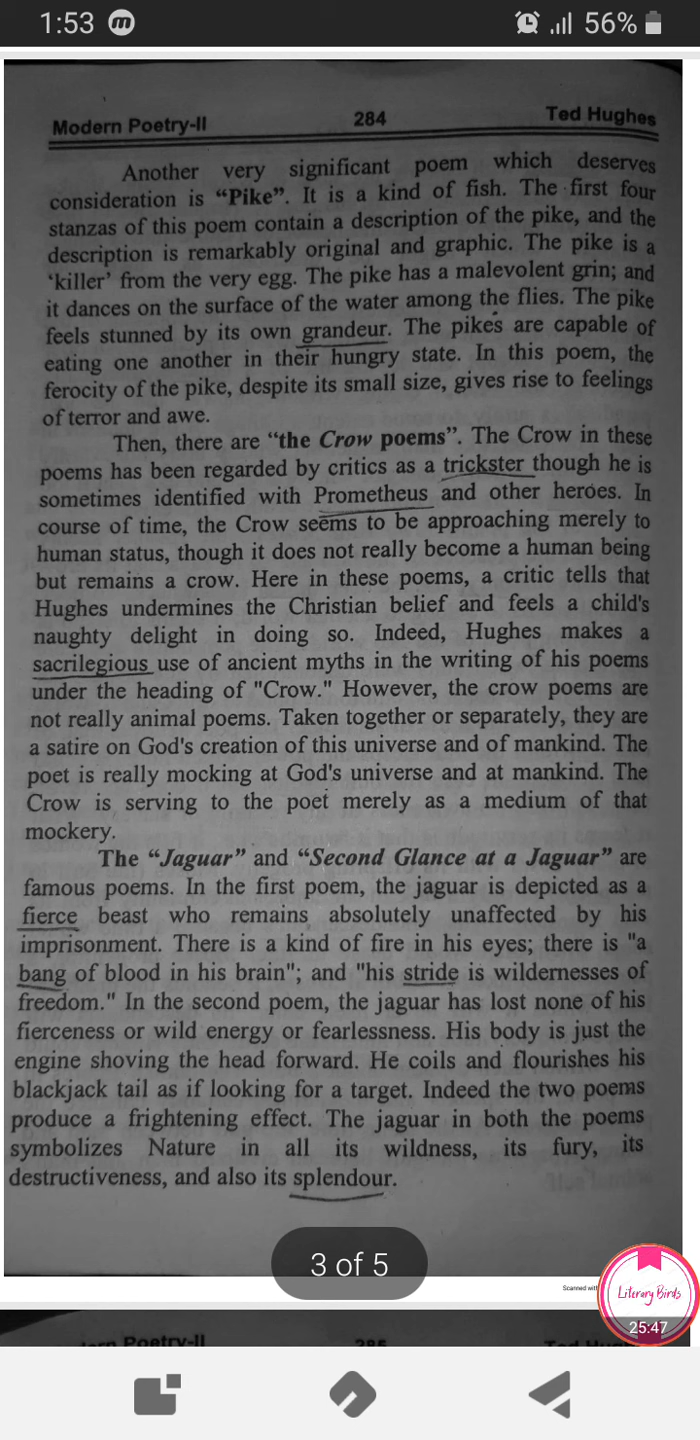 1:53 m 56%
Modern Poetry-II 284 Ted Hughes
Another very significant poem which deserves
consideration is “Pike”. It is a kind of fish. The first four
stanzas of this poem contain a description of the pike, and the
description is remarkably original and graphic. The pike is a
‘killer’ from the very egg. The pike has a malevolent grin; and
it dances on the surface of the water among the flies. The pike
feels stunned by its own grandeur. The pikes are capable of
eating one another in their hungry state. In this poem, the
ferocity of the pike, despite its small size, gives rise to feelings
of terror and awe.
Then, there are “the Crow poems”. The Crow in these
poems has been regarded by critics as a trickster though he is
sometimes identified with Prometheus and other heroes. In
course of time, the Crow seems to be approaching merely to
human status, though it does not really become a human being
but remains a crow. Here in these poems, a critic tells that
Hughes undermines the Christian belief and feels a child's
naughty delight in doing so. Indeed, Hughes makes a
sacrilegious use of ancient myths in the writing of his poems
under the heading of "Crow." However, the crow poems are
not really animal poems. Taken together or separately, they are
a satire on God's creation of this universe and of mankind. The
poet is really mocking at God's universe and at mankind. The
Crow is serving to the poet merely as a medium of that
mockery.
The “Jaguar” and “Second Glance at a Jaguar” are
famous poems. In the first poem, the jaguar is depicted as a
fierce beast who remains absolutely unaffected by his
imprisonment. There is a kind of fire in his eyes; there is "a
bang of blood in his brain"; and "his stride is wildernesses of
freedom." In the second poem, the jaguar has lost none of his
fierceness or wild energy or fearlessness. His body is just the
engine shoving the head forward. He coils and flourishes his
blackjack tail as if looking for a target. Indeed the two poems
produce a frightening effect. The jaguar in both the poems
symbolizes Nature in all its wildness, its fury, its
destructiveness, and also its splendour.
3 of 5
Scanned with
Literary Birds
25:47
Poetry-II 285 Ted Hughes